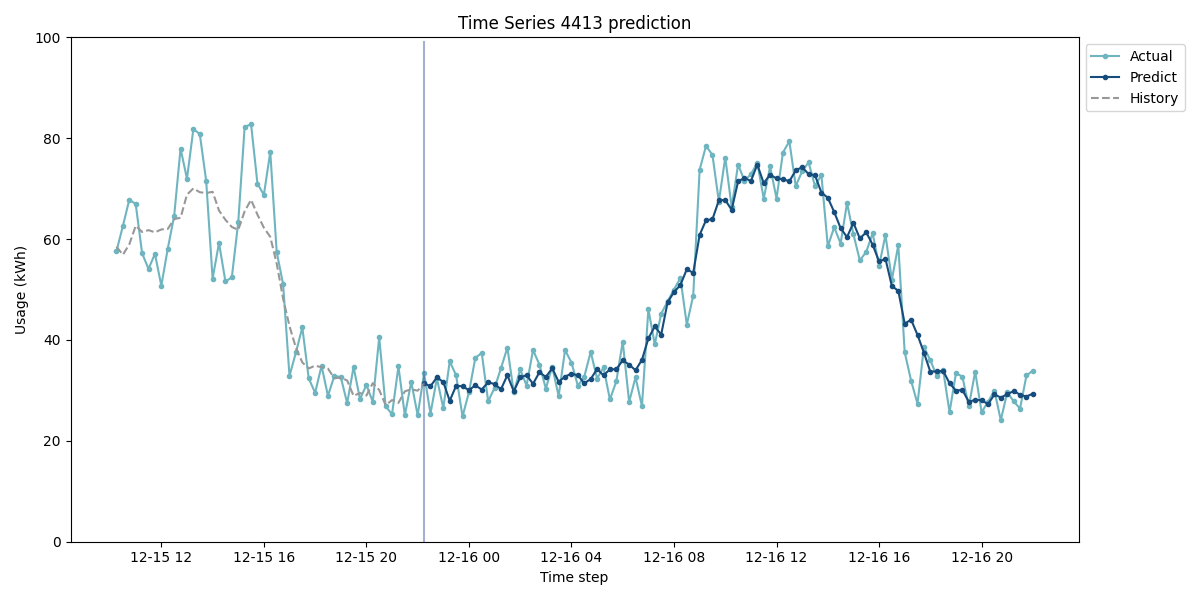 Time Series 4413 prediction
Actual
Predict
History
Usage (kWh)
100
80
60
40
20
0
12-15 12
12-15 16
12-15 20
12-16 00
12-16 04
12-16 08
12-16 12
12-16 16
12-16 20
Time step